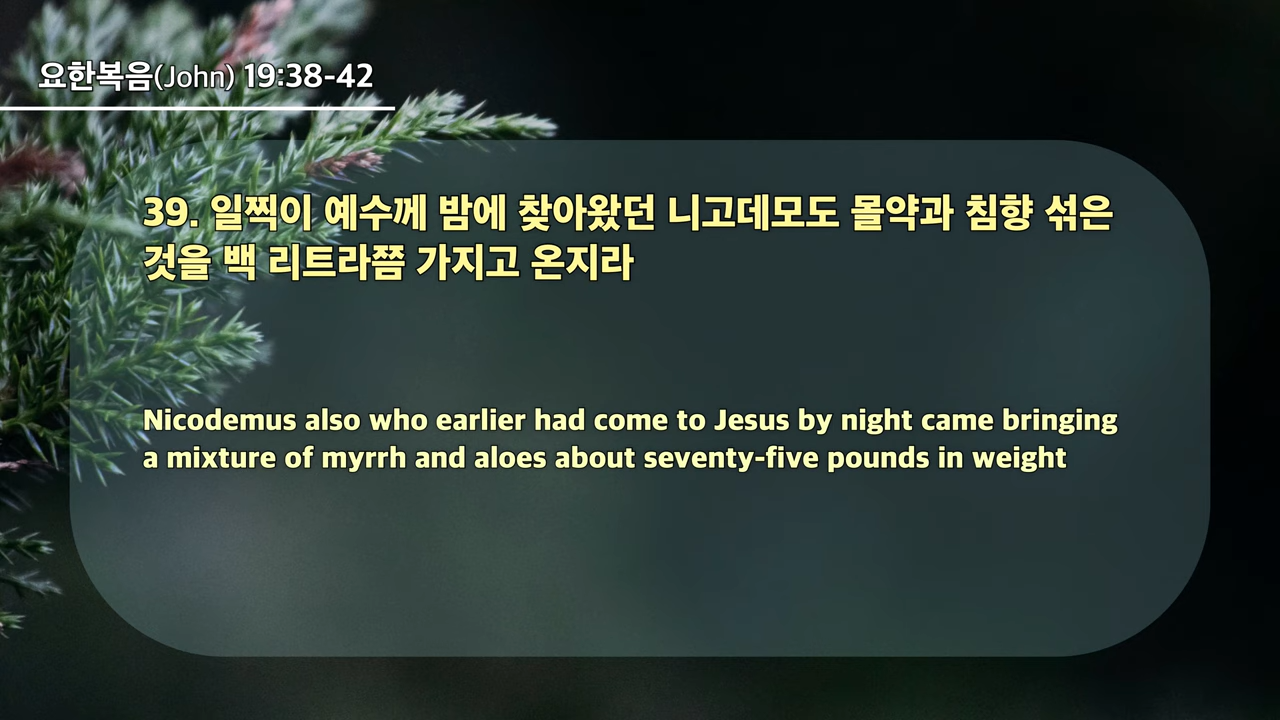 요한복음(John) 19:38-42
39. 일찍이 예수께 밤에 찾아왔던 니고데모도 몰약과 침향 섞은
것을 백 리트라쯤 가지고 온지라
Nicodemus also who earlier had come to Jesus by night came bringing
a mixture of myrrh and aloes about seventy-five pounds in weight